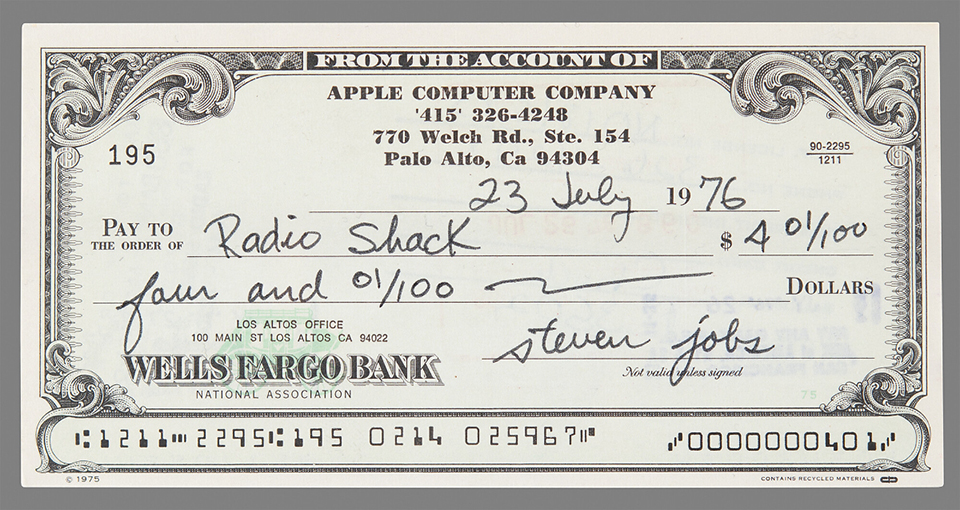 FROM THE ACCOUNT OF
APPLE COMPUTER COMPANY
'415' 326-4248
770 Welch Rd., Ste. 154
Palo Alto, Ca 94304
195
90-2295
1211
23 July 1976
PAY TO
THE ORDER OF Radio Shack $ 4 01/100
four and 01/100 DOLLARS
LOS ALTOS OFFICE
100 MAIN ST LOS ALTOS CA 94022
WELLS FARGO BANK
NATIONAL ASSOCIATION
steven jobs
Not valid unless signed
75
⑆1211⑉2295⑆195 0214 025967⑈ ⑇0000000401⑇
© 1975
CONTAINS RECYCLED MATERIALS